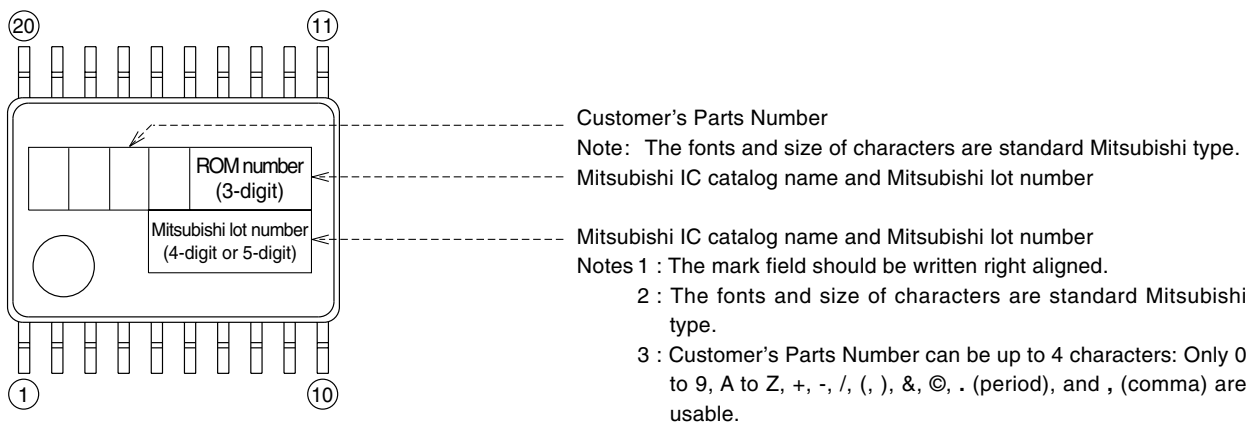 20 11
Customer's Parts Number
Note: The fonts and size of characters are standard Mitsubishi type.
ROM number
(3-digit)
Mitsubishi IC catalog name and Mitsubishi lot number
Mitsubishi lot number
(4-digit or 5-digit)
Mitsubishi IC catalog name and Mitsubishi lot number
Notes 1 : The mark field should be written right aligned.
2 : The fonts and size of characters are standard Mitsubishi
type.
3 : Customer's Parts Number can be up to 4 characters: Only 0
to 9, A to Z, +, -, /, (, ), &, ©, . (period), and , (comma) are
usable.
1 10